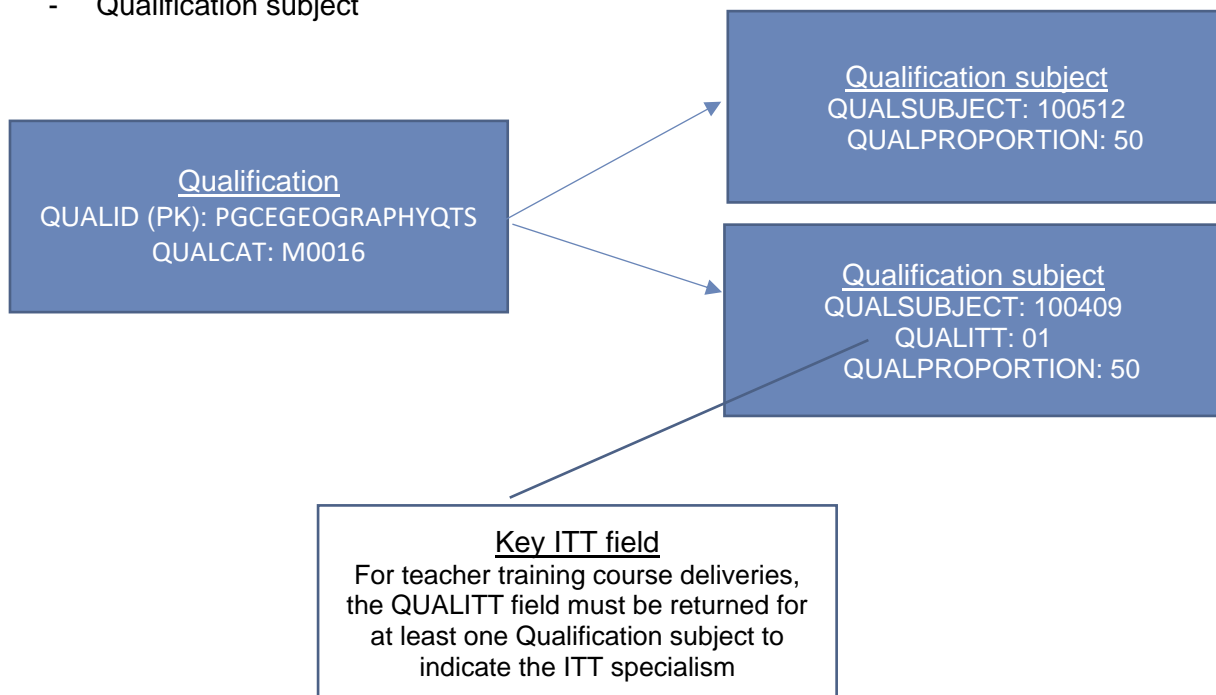 - Qualification subject
Qualification
QUALID (PK): PGCEGEOGRAPHYQTS
QUALCAT: M0016
Qualification subject
QUALSUBJECT: 100512
QUALPROPORTION: 50
Qualification subject
QUALSUBJECT: 100409
QUALITT: 01
QUALPROPORTION: 50
Key ITT field
For teacher training course deliveries,
the QUALITT field must be returned for
at least one Qualification subject to
indicate the ITT specialism